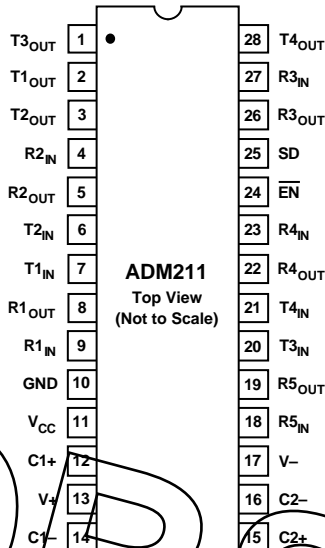 T3OUT 1 28 T4OUT
T1OUT 2 27 R3IN
T2OUT 3 26 R3OUT
R2IN 4 25 SD
R2OUT 5 24 EN
T2IN 6 23 R4IN
T1IN 7 22 R4OUT
ADM211
Top View
(Not to Scale)
R1OUT 8 21 T4IN
R1IN 9 20 T3IN
GND 10 19 R5OUT
VCC 11 18 R5IN
C1+ 12 17 V–
V+ 13 16 C2–
C1– 14 15 C2+